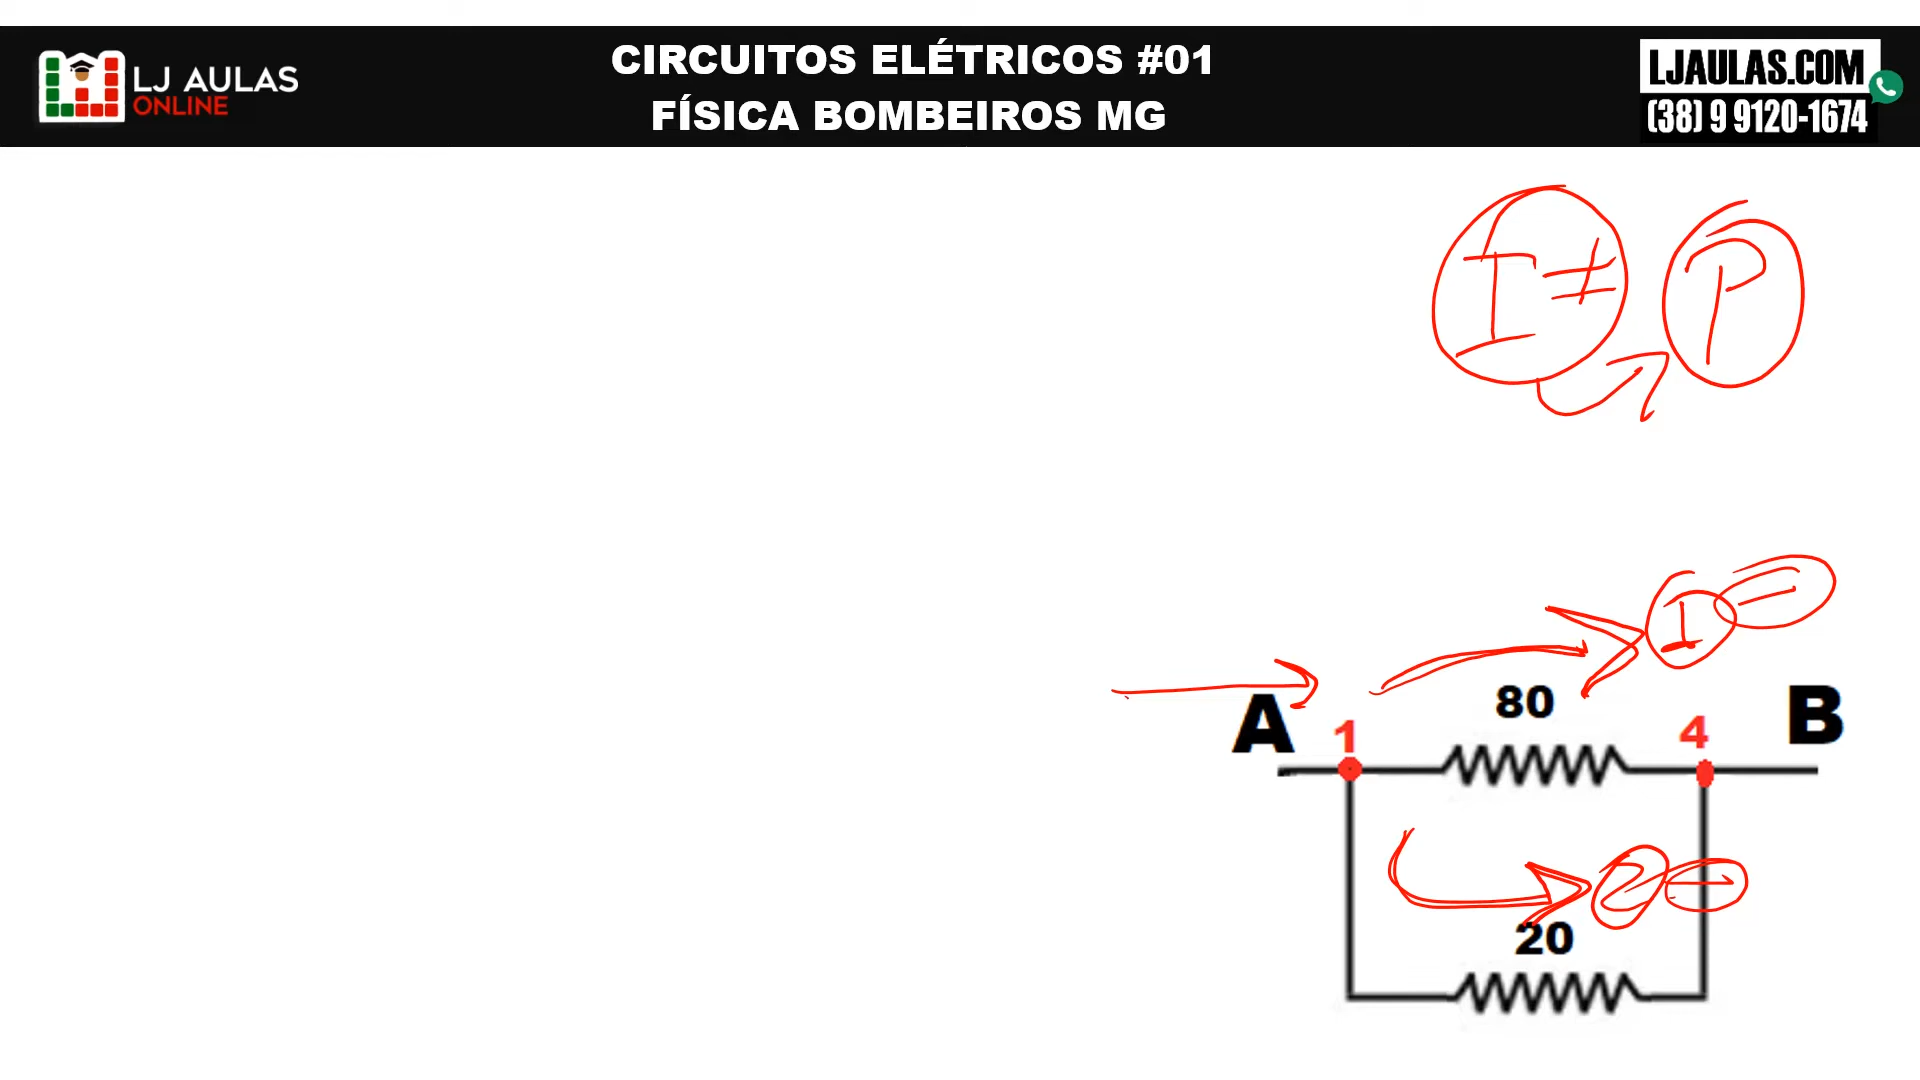 LJ AULAS
ONLINE
CIRCUITOS ELÉTRICOS #01
FÍSICA BOMBEIROS MG
LJAULAS.COM
(38) 9 9120-1674
I ≠ P
I =
A 1 80 4 B
2 =
20